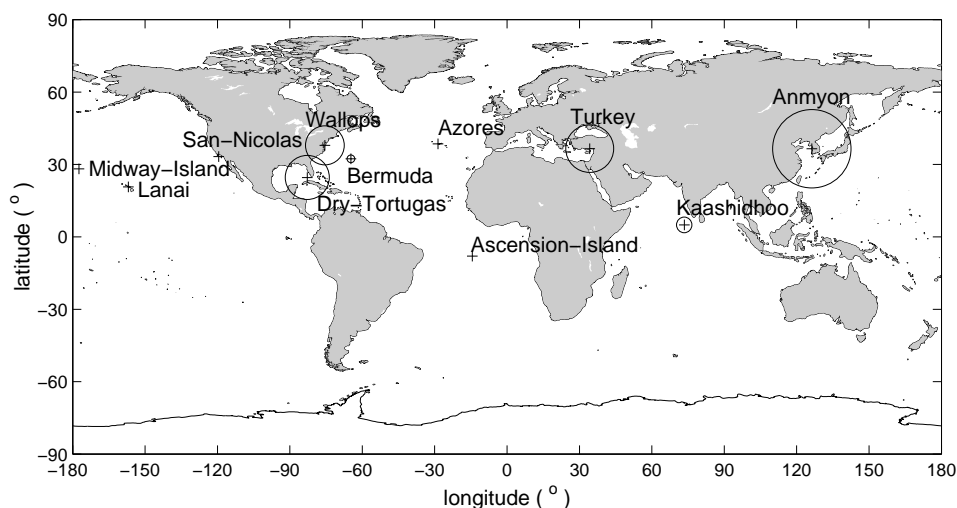 90
60
30
0
−30
−60
−90
latitude ( o )
Anmyon
Wallops
Turkey
Azores
San−Nicolas
Midway−Island
Bermuda
Lanai
Dry−Tortugas
Kaashidhoo
Ascension−Island
−180 −150 −120 −90 −60 −30 0 30 60 90 120 150 180
longitude ( o )